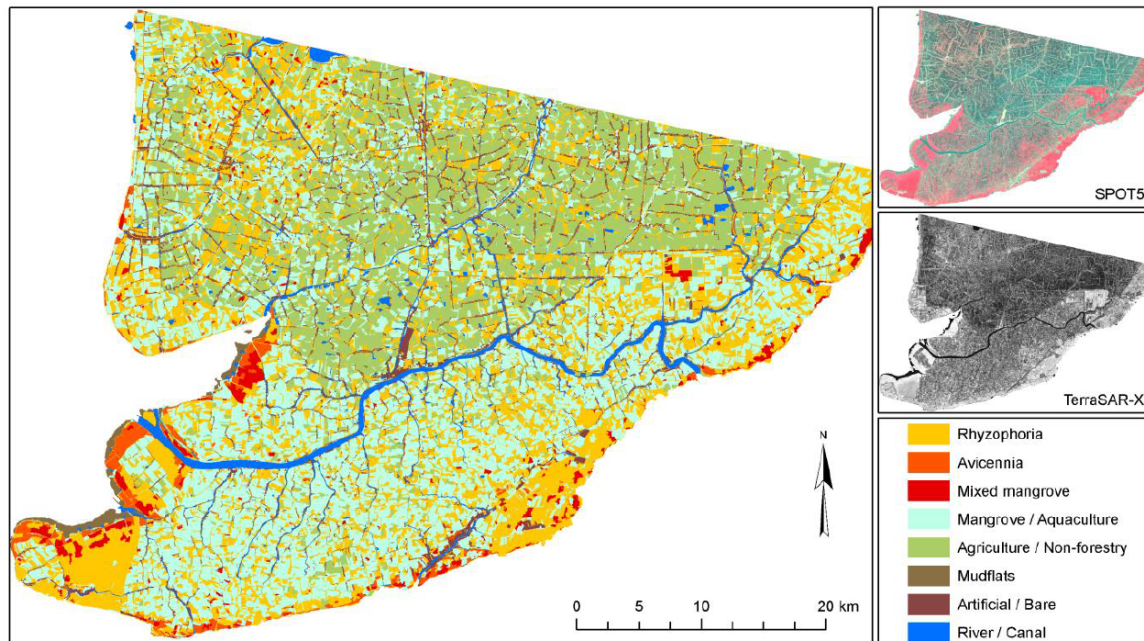 SPOT5
TerraSAR-X
N
0 5 10 20 km
Rhyzophoria
Avicennia
Mixed mangrove
Mangrove / Aquaculture
Agriculture / Non-forestry
Mudflats
Artificial / Bare
River / Canal